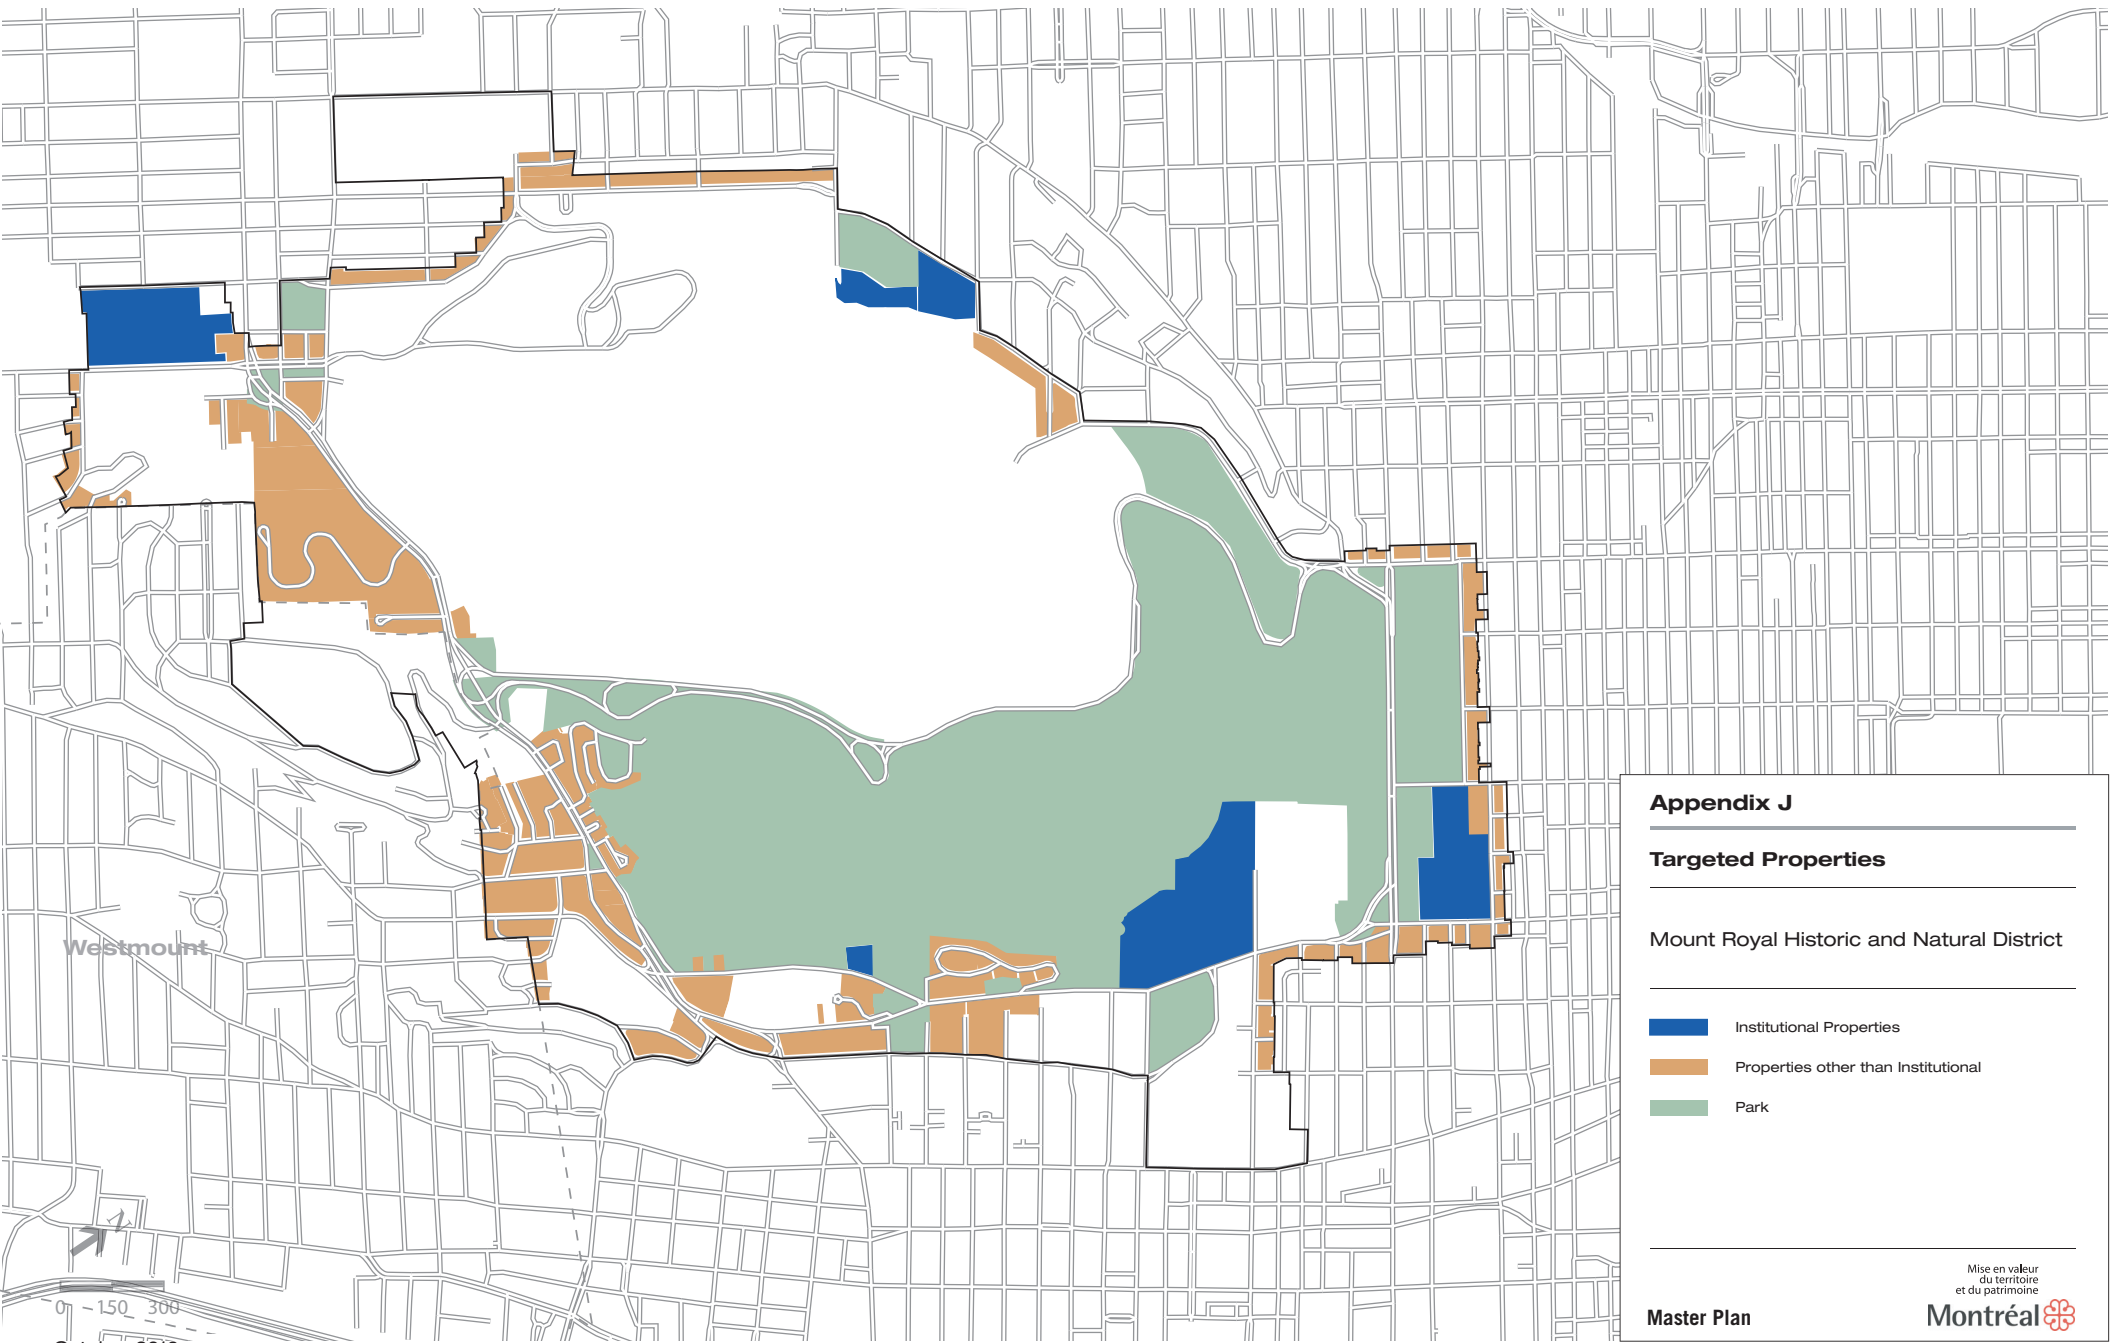 Appendix J
Targeted Properties
Mount Royal Historic and Natural District
Institutional Properties
Properties other than Institutional
Park
Westmount
N
0 150 300
Mise en valeur
du territoire
et du patrimoine
Master Plan
Montréal